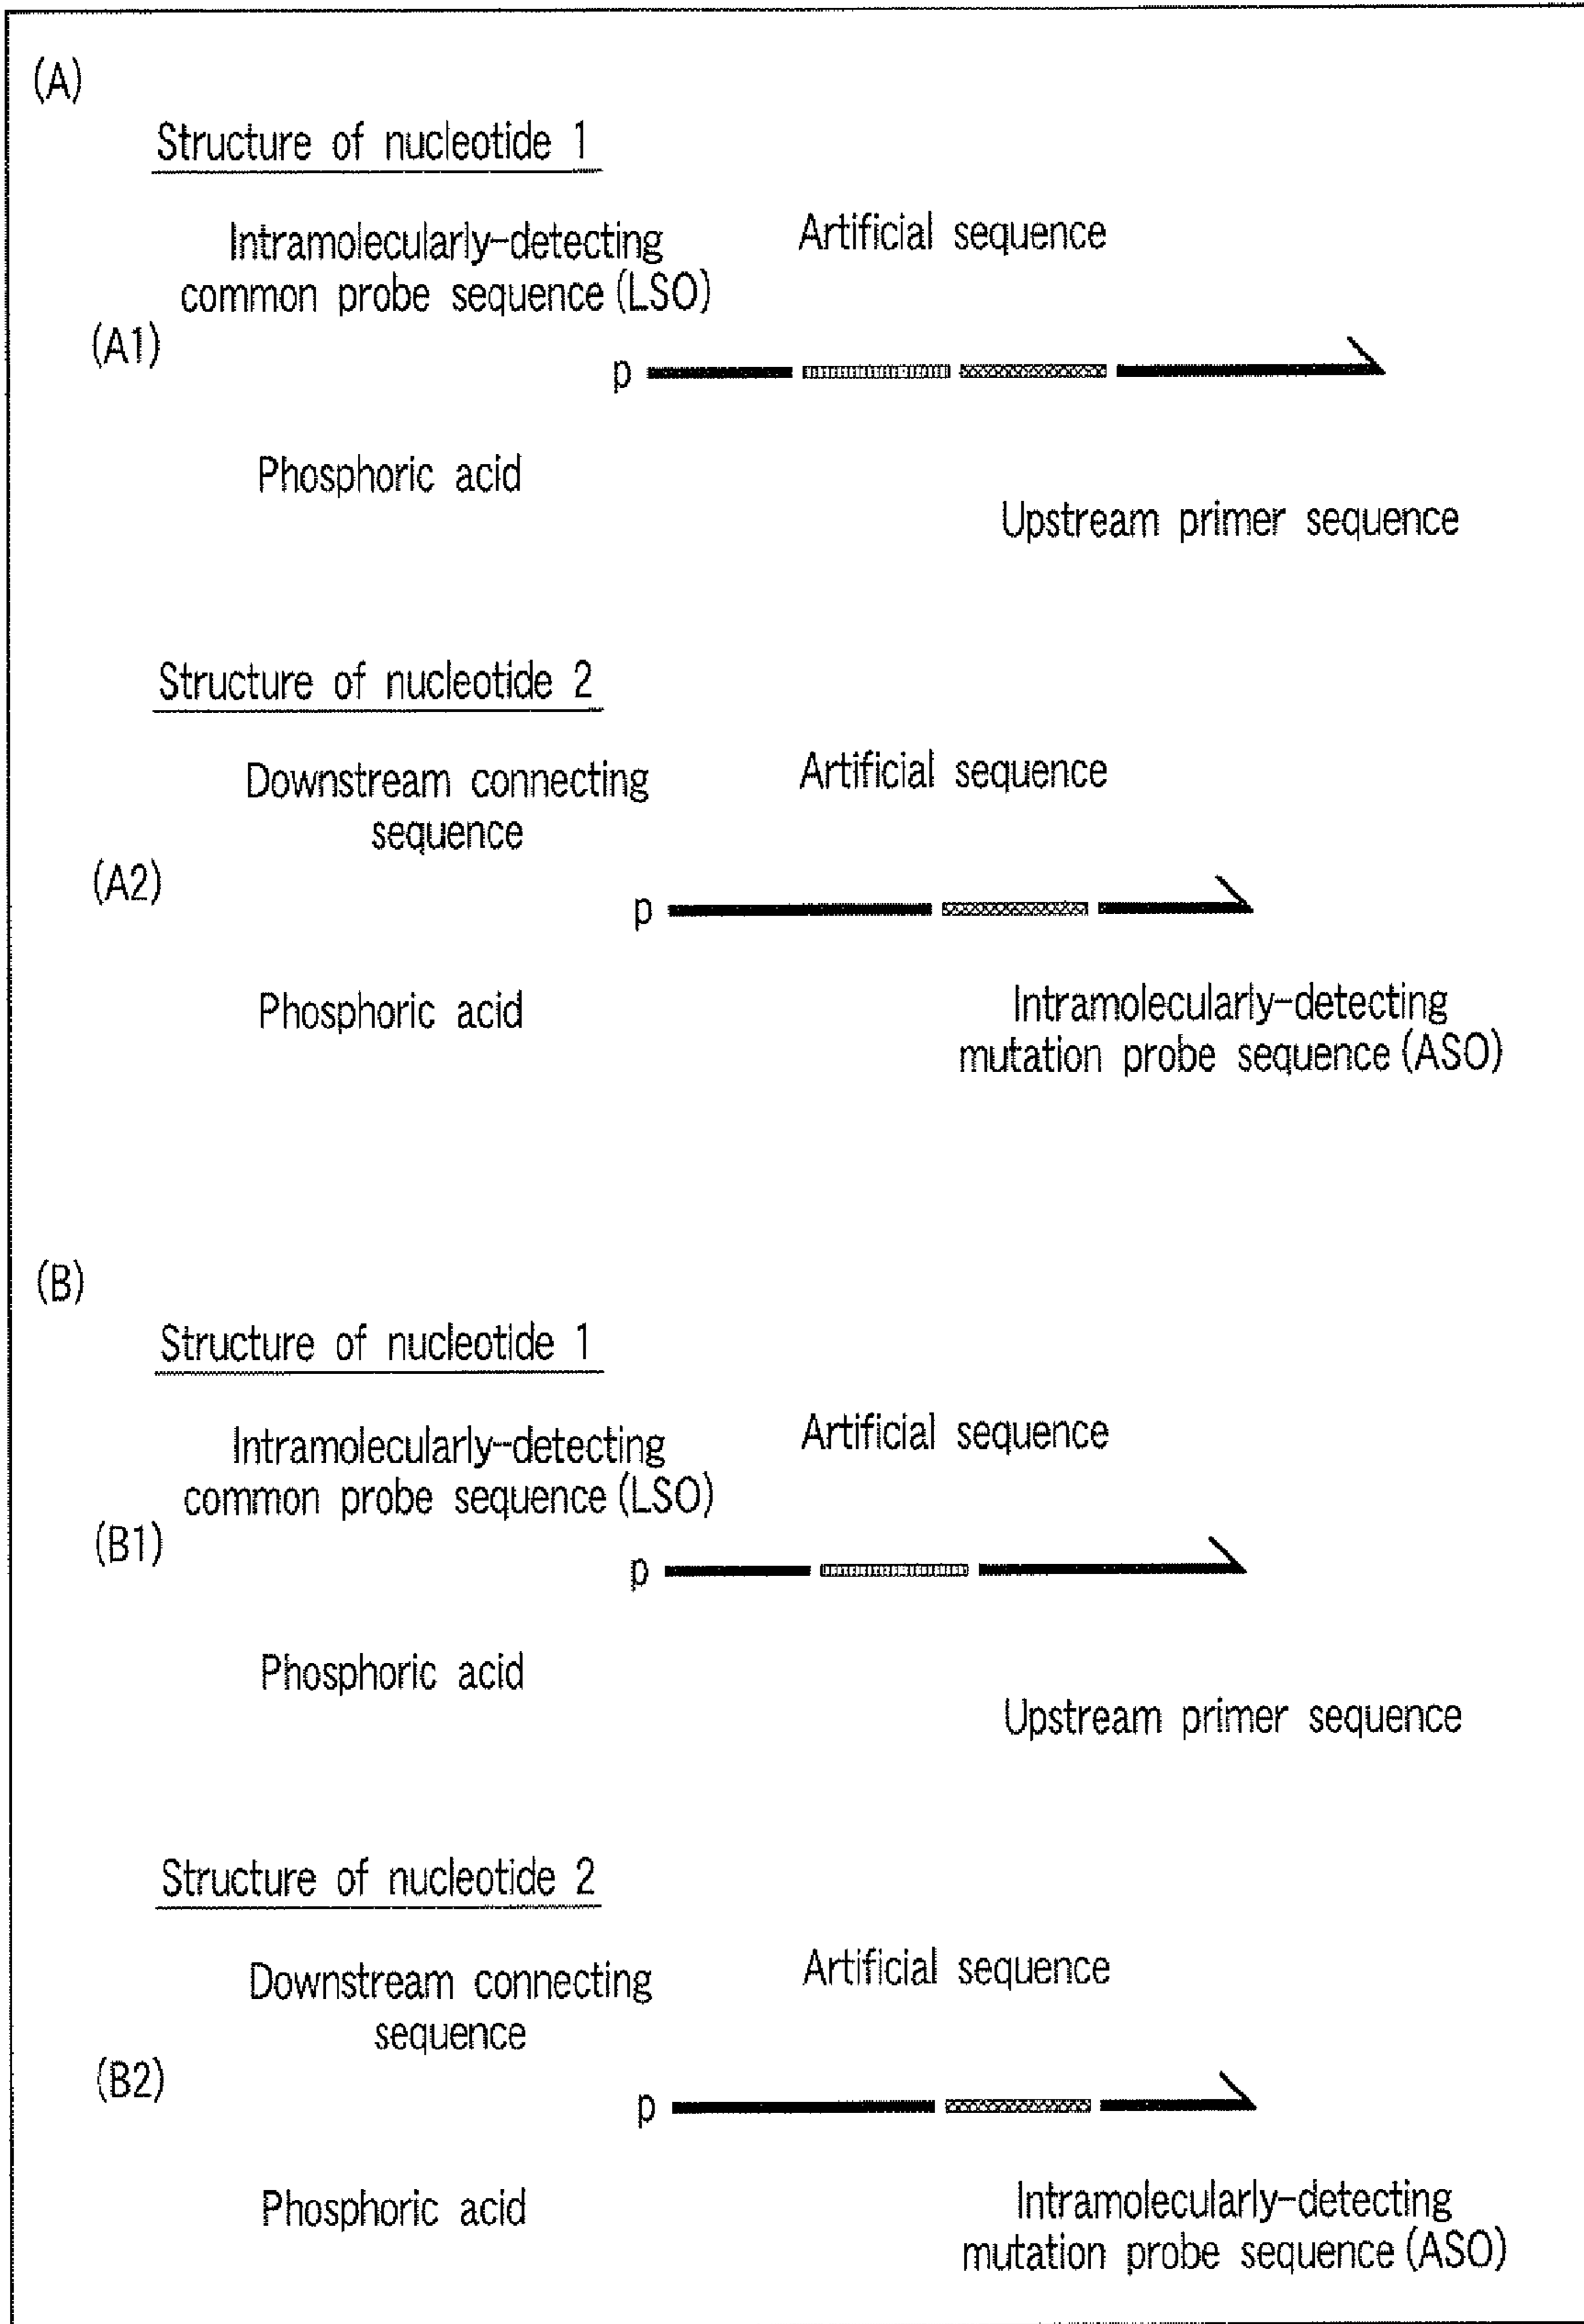 (A)
Structure of nucleotide 1
Intramolecularly-detecting
common probe sequence (LSO)
Artificial sequence
(A1)
p
Phosphoric acid
Upstream primer sequence
Structure of nucleotide 2
Downstream connecting
sequence
Artificial sequence
(A2)
p
Phosphoric acid
Intramolecularly-detecting
mutation probe sequence (ASO)
(B)
Structure of nucleotide 1
Intramolecularly-detecting
common probe sequence (LSO)
Artificial sequence
(B1)
p
Phosphoric acid
Upstream primer sequence
Structure of nucleotide 2
Downstream connecting
sequence
Artificial sequence
(B2)
p
Phosphoric acid
Intramolecularly-detecting
mutation probe sequence (ASO)